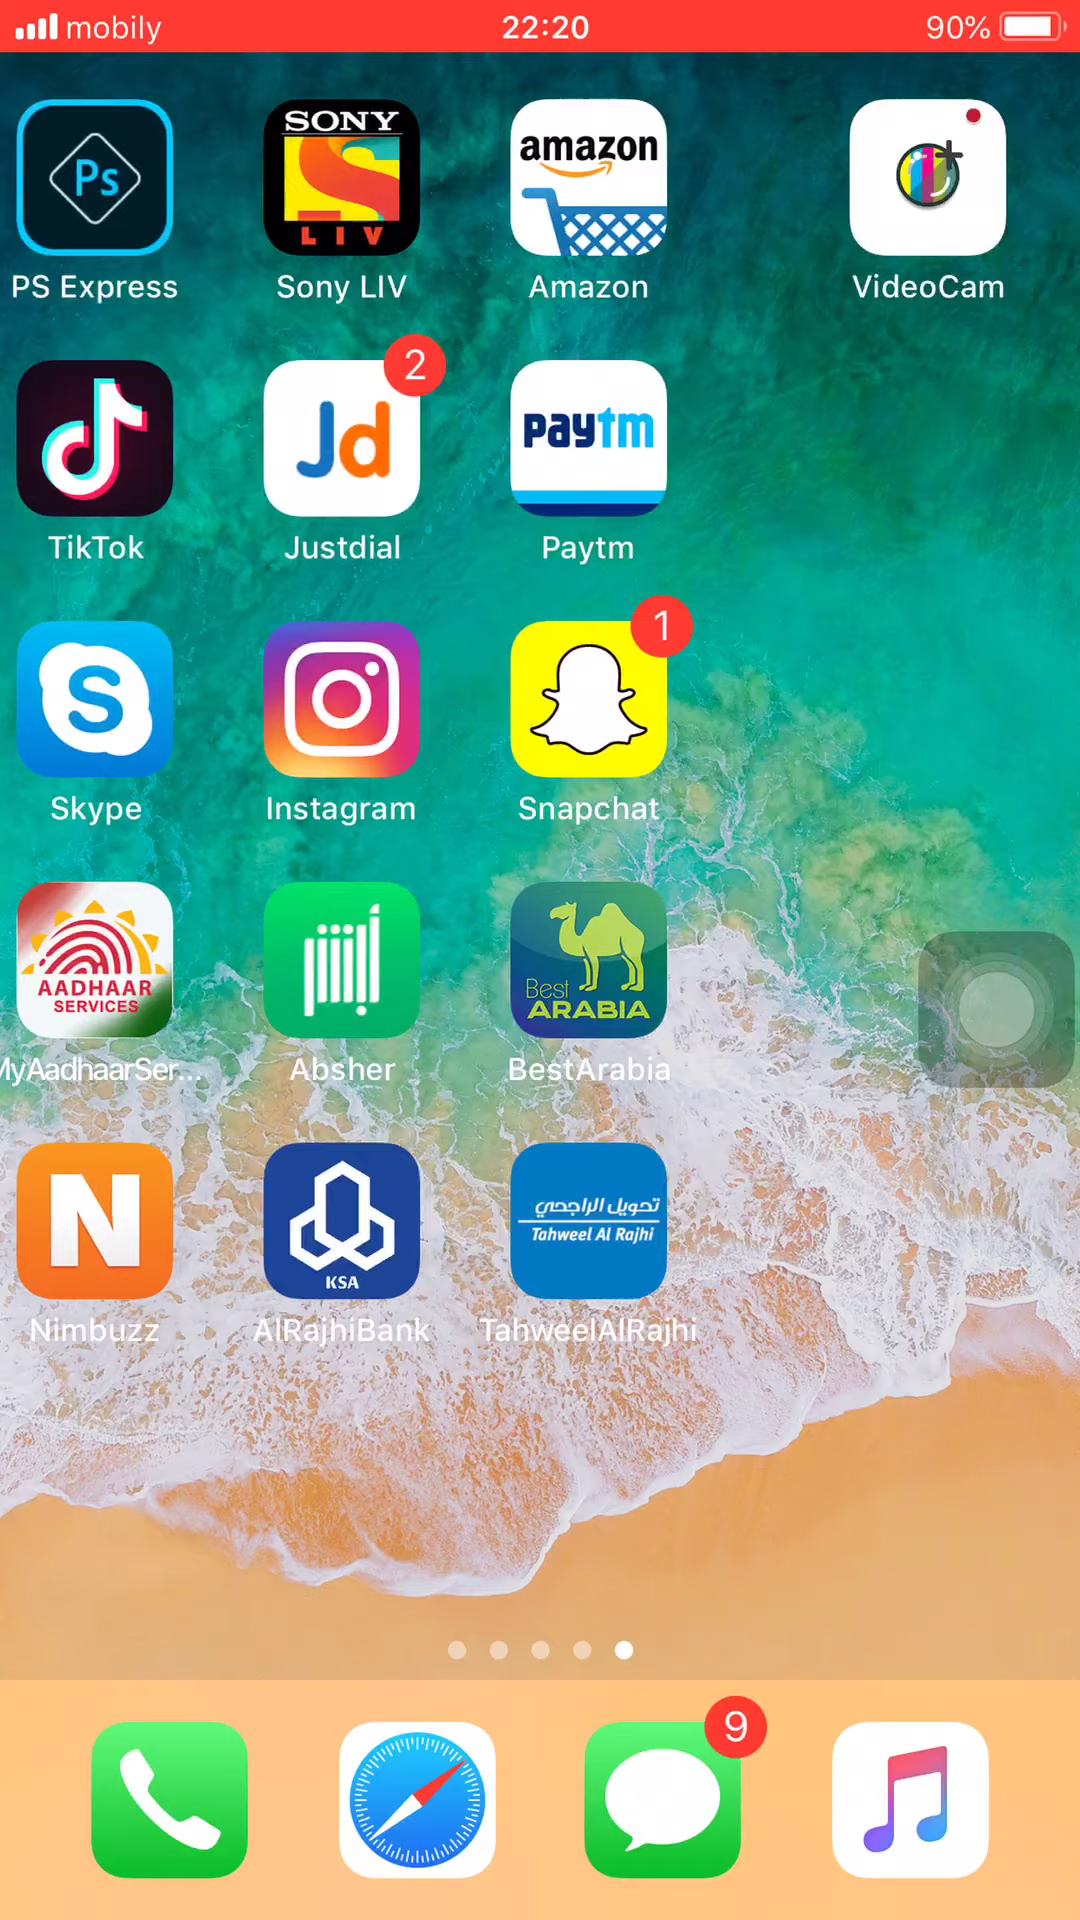 mobily 22:20 90%
Ps
SONY
LIV
amazon
PS Express Sony LIV Amazon VideoCam
2
Jd
paytm
TikTok Justdial Paytm
1
S
Skype Instagram Snapchat
AADHAAR
SERVICES
أبشر
Best
ARABIA
MyAadhaarSer... Absher BestArabia
N
KSA
تحويل الراجحي
Tahweel Al Rajhi
Nimbuzz AlRajhiBank TahweelAlRajhi
9